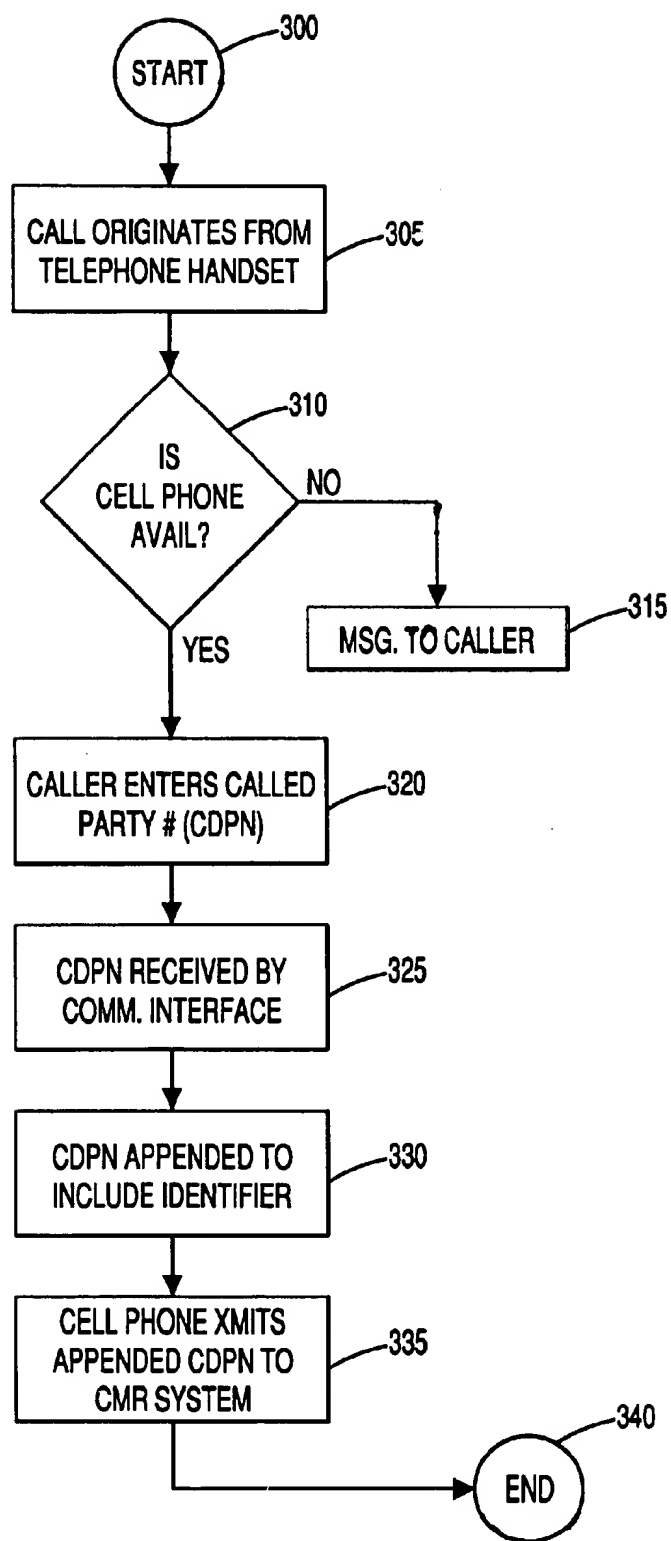 300
START
CALL ORIGINATES FROM
TELEPHONE HANDSET
305
310
IS
CELL PHONE
AVAIL?
NO
YES
315
MSG. TO CALLER
320
CALLER ENTERS CALLED
PARTY # (CDPN)
325
CDPN RECEIVED BY
COMM. INTERFACE
330
CDPN APPENDED TO
INCLUDE IDENTIFIER
335
CELL PHONE XMITS
APPENDED CDPN TO
CMR SYSTEM
340
END